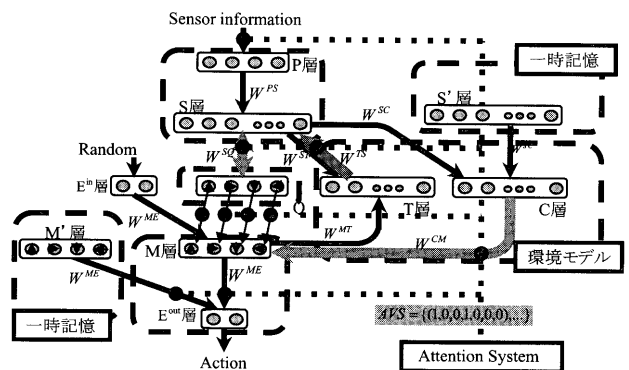 Sensor information
P層
一時記憶
W^PS
S' 層
S層
W^SC
W^SC
Random
W^SQ
W^ST
W^TS
E^in層
Q
T層
C層
W^ME
W^MT
M' 層
M層
W^CM
W^ME
W^ME
環境モデル
一時記憶
E^out層
AVS = {(1,0,0,1,0,0,0),...}
Action
Attention System